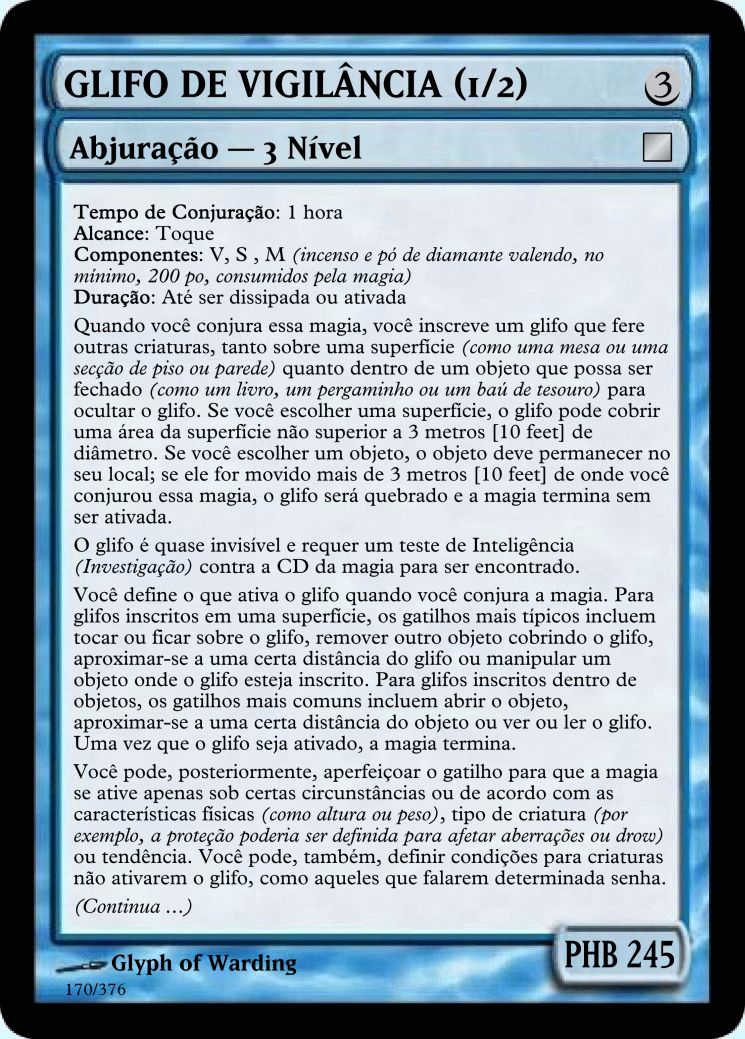 GLIFO DE VIGILÂNCIA (1/2)
3
Abjuração — 3 Nível
Tempo de Conjuração: 1 hora
Alcance: Toque
Componentes: V, S , M (incenso e pó de diamante valendo, no
mínimo, 200 po, consumidos pela magia)
Duração: Até ser dissipada ou ativada
Quando você conjura essa magia, você inscreve um glifo que fere
outras criaturas, tanto sobre uma superfície (como uma mesa ou uma
secção de piso ou parede) quanto dentro de um objeto que possa ser
fechado (como um livro, um pergaminho ou um baú de tesouro) para
ocultar o glifo. Se você escolher uma superfície, o glifo pode cobrir
uma área da superfície não superior a 3 metros [10 feet] de
diâmetro. Se você escolher um objeto, o objeto deve permanecer no
seu local; se ele for movido mais de 3 metros [10 feet] de onde você
conjurou essa magia, o glifo será quebrado e a magia termina sem
ser ativada.
O glifo é quase invisível e requer um teste de Inteligência
(Investigação) contra a CD da magia para ser encontrado.
Você define o que ativa o glifo quando você conjura a magia. Para
glifos inscritos em uma superfície, os gatilhos mais típicos incluem
tocar ou ficar sobre o glifo, remover outro objeto cobrindo o glifo,
aproximar-se a uma certa distância do glifo ou manipular um
objeto onde o glifo esteja inscrito. Para glifos inscritos dentro de
objetos, os gatilhos mais comuns incluem abrir o objeto,
aproximar-se a uma certa distância do objeto ou ver ou ler o glifo.
Uma vez que o glifo seja ativado, a magia termina.
Você pode, posteriormente, aperfeiçoar o gatilho para que a magia
se ative apenas sob certas circunstâncias ou de acordo com as
características físicas (como altura ou peso), tipo de criatura (por
exemplo, a proteção poderia ser definida para afetar aberrações ou drow)
ou tendência. Você pode, também, definir condições para criaturas
não ativarem o glifo, como aqueles que falarem determinada senha.
(Continua ...)
Glyph of Warding
PHB 245
170/376